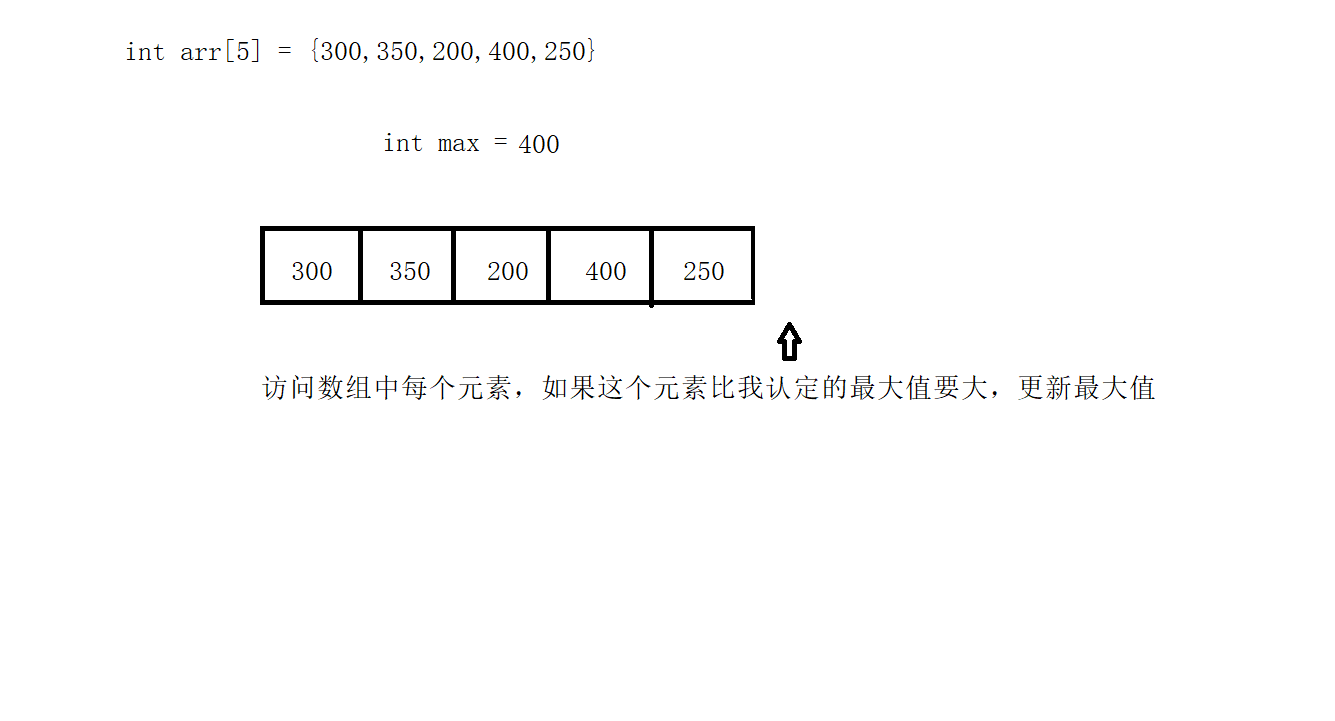 int arr[5] = {300,350,200,400,250}
int max = 400
300 350 200 400 250
访问数组中每个元素，如果这个元素比我认定的最大值要大，更新最大值